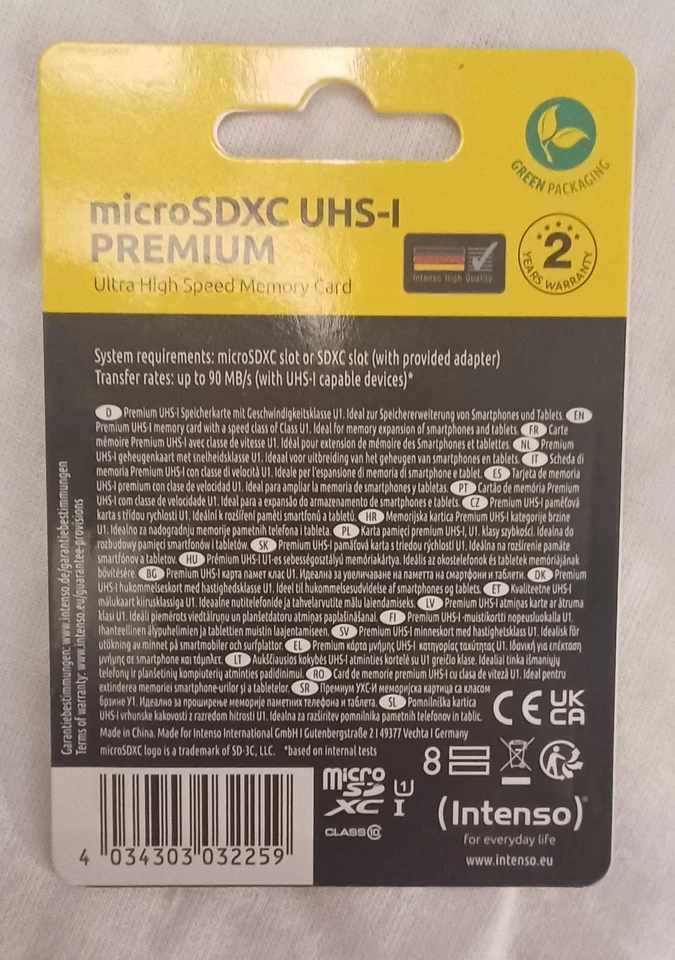 GREEN PACKAGING
microSDXC UHS-I
PREMIUM
Ultra High Speed Memory Card
Intenso High Quality
2
YEARS WARRANTY
System requirements: microSDXC slot or SDXC slot (with provided adapter)
Transfer rates: up to 90 MB/s (with UHS-I capable devices)*
D Premium UHS-I Speicherkarte mit Geschwindigkeitsklasse U1. Ideal zur Speichererweiterung von Smartphones und Tablets. EN
Premium UHS-I memory card with a speed class of Class U1. Ideal for memory expansion of smartphones and tablets. FR Carte
mémoire Premium UHS-I avec classe de vitesse U1. Idéal pour extension de mémoire des Smartphones et tablettes. NL Premium
UHS-I geheugenkaart met snelheidsklasse U1. Ideaal voor uitbreiding van het geheugen van smartphones en tablets. IT Scheda di
memoria Premium UHS-I con classe di velocità U1. Ideale per l'espansione di memoria di smartphone e tablet. ES Tarjeta de memoria
UHS-I premium con clase de velocidad U1. Ideal para ampliar la memoria de smartphones y tabletas. PT Cartão de memória Premium
UHS-I com classe de velocidade U1. Ideal para a expansão do armazenamento de smartphones e tablets. CZ Premium UHS-I paměťová
karta s třídou rychlosti U1. Ideální k rozšíření paměti smartfonů a tabletů HR Memorijska kartica Premium UHS-I kategorije brzine
U1. Idealno za nadogradnju memorije pametnih telefona i tableta. PL Karta pamięci premium UHS-I, U1. klasy szybkości. Idealna do
rozbudowy pamięci smartfonów i tabletów. SK Premium UHS-I pamäťová karta s triedou rýchlosti U1. Ideálna na rozšírenie pamäte
smartfónov a tabletov. HU Prémium UHS-I U1-es sebességosztályú memóriakártya. Ideális az okostelefonok és tabletek memóriájának
bővítésére. BG Premium UHS-I карта памет клас U1. Идеална за увеличаване на паметта на смартфони и таблети. DK Premium
UHS-I hukommelseskort med hastighedsklasse U1. Ideel til hukommelsesudvidelse af smartphones og tablets. ET Kvaliteetne UHS-I
mälukaart kiirusklassiga U1. Ideaalne nutitelefonide ja tahvelarvutite mälu laiendamiseks. LV Premium UHS-I atmiņas karte ar ātruma
klasi U1. Ideāli piemērots viedtālruņu un planšetdatoru atmiņas paplašināšanai. FI Premium UHS-I-muistikortti nopeusluokalla U1.
Ihanteellinen älypuhelimien ja tablettien muistin laajentamiseen. SV Premium UHS-I minneskort med hastighetsklass U1. Idealisk för
utökning av minnet på smartmobiler och surfplattor. EL Premium κάρτα μνήμης UHS-I κατηγορίας ταχύτητας U1. Ιδανική για επέκταση
μνήμης σε smartphone και τάμπλετ. LT Aukščiausios kokybės UHS-I atminties kortelė su U1 greičio klase. Idealiai tinka išmaniųjų
telefonų ir planšetinių kompiuterių atminties padidinimui. RO Card de memorie premium UHS-I cu clasa de viteză U1. Ideal pentru
extinderea memoriei smartphone-urilor și a tabletelor. SR Премиум УХС-И меморијска картица са класом
брзине У1. Идеално за проширење меморије паметних телефона и таблета. SL Pomnilniška kartica
UHS-I vrhunske kakovosti z razredom hitrosti U1. Idealna za razširitev pomnilnika pametnih telefonov in tablic.
Made in China. Made for Intenso International GmbH I Gutenbergstraße 2 I 49377 Vechta I Germany
microSDXC logo is a trademark of SD-3C, LLC. *based on internal tests
Garantiebestimmungen: www.intenso.de/garantiebestimmungen
Terms of warranty: www.intenso.eu/guarantee-provisions
CE UK
CA
8
micro
SD
XC
1
I
CLASS 10
(Intenso)®
for everyday life
www.intenso.eu
4 034303 032259